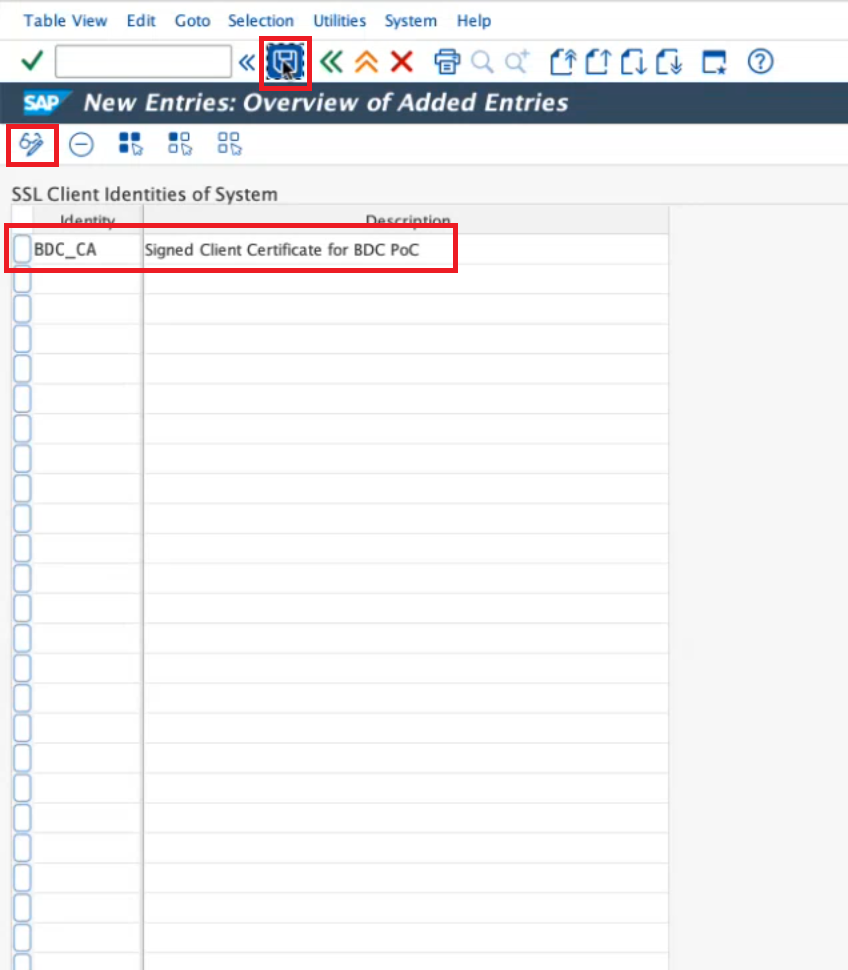 Table View Edit Goto Selection Utilities System Help
SAP New Entries: Overview of Added Entries
SSL Client Identities of System
Identity Description
BDC_CA Signed Client Certificate for BDC PoC